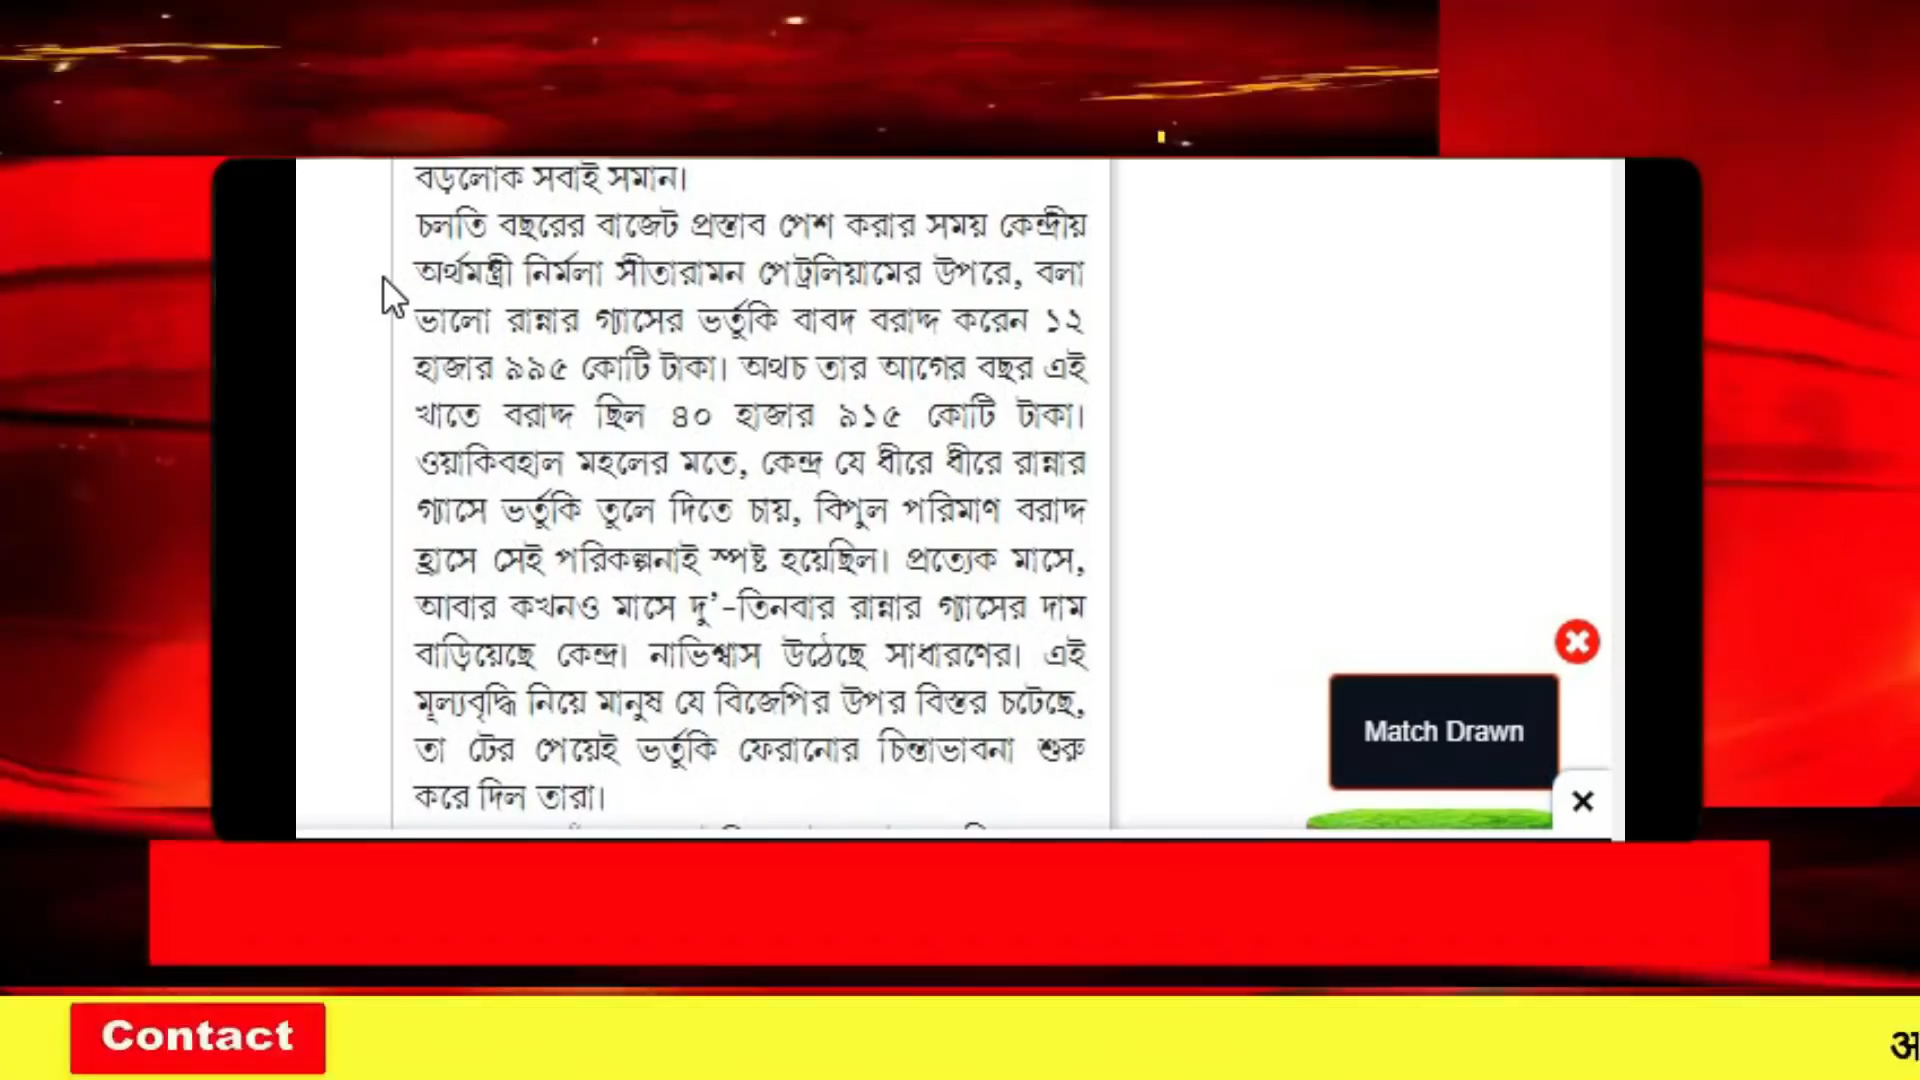 বড়লোক সবাই সমান।
চলতি বছরের বাজেট প্রস্তাব পেশ করার সময় কেন্দ্রীয়
অর্থমন্ত্রী নির্মলা সীতারামন পেট্রলিয়ামের উপরে, বলা
ভালো রান্নার গ্যাসের ভর্তুকি বাবদ বরাদ্দ করেন ১২
হাজার ৯৯৫ কোটি টাকা। অথচ তার আগের বছর এই
খাতে বরাদ্দ ছিল ৪০ হাজার ৯১৫ কোটি টাকা।
ওয়াকিবহাল মহলের মতে, কেন্দ্র যে ধীরে ধীরে রান্নার
গ্যাসে ভর্তুকি তুলে দিতে চায়, বিপুল পরিমাণ বরাদ্দ
হ্রাসে সেই পরিকল্পনাই স্পষ্ট হয়েছিল। প্রত্যেক মাসে,
আবার কখনও মাসে দু’-তিনবার রান্নার গ্যাসের দাম
বাড়িয়েছে কেন্দ্র। নাভিশ্বাস উঠেছে সাধারণের। এই
মূল্যবৃদ্ধি নিয়ে মানুষ যে বিজেপির উপর বিস্তর চটেছে,
তা টের পেয়েই ভর্তুকি ফেরানোর চিন্তাভাবনা শুরু
করে দিল তারা।
Match Drawn
Contact